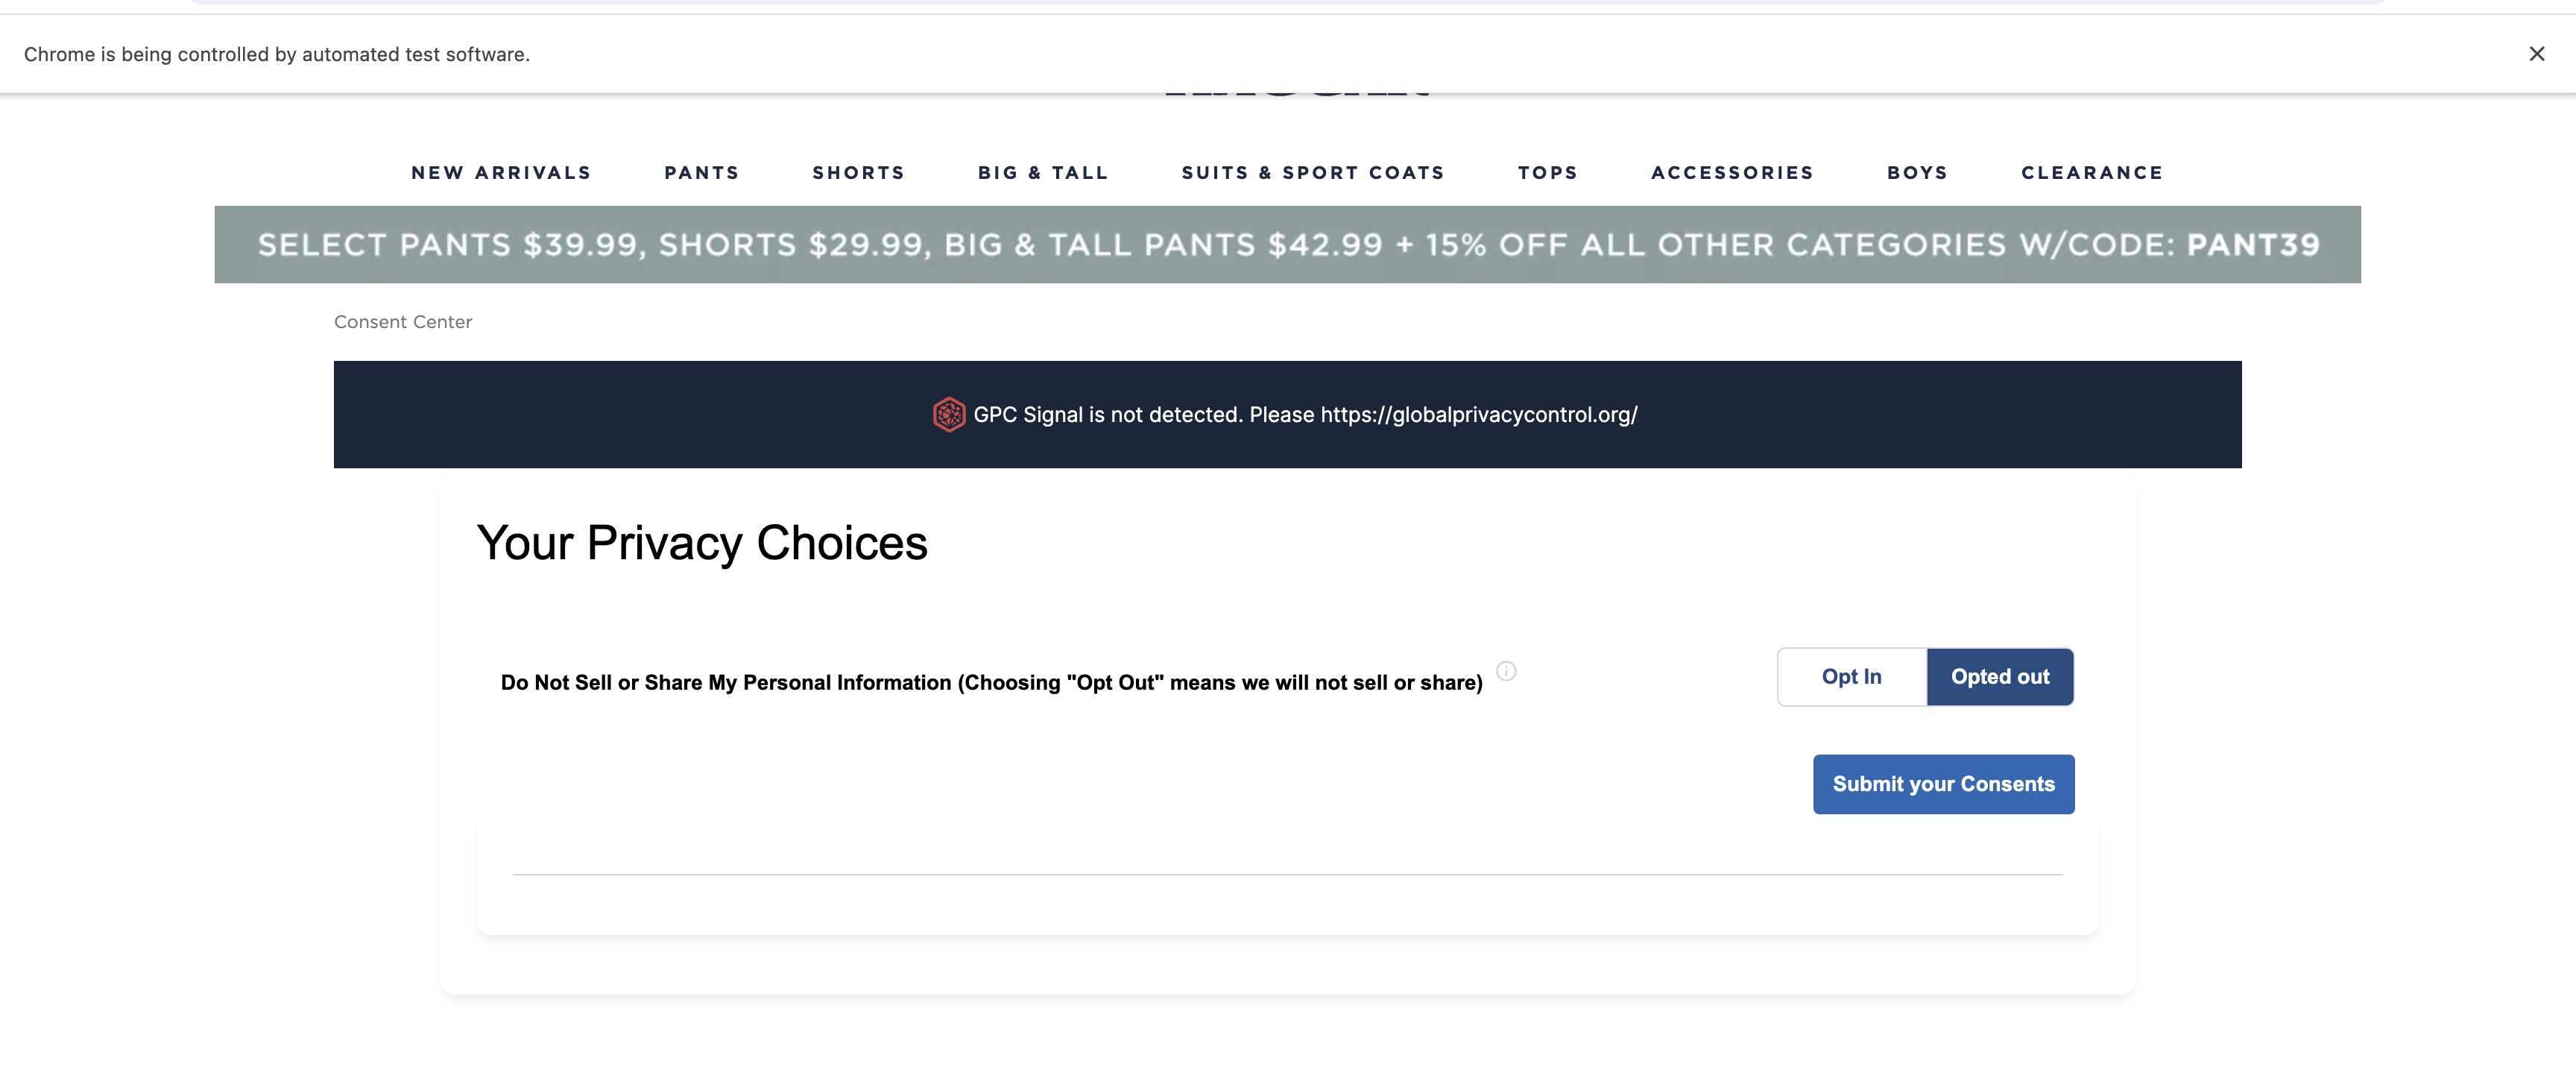 Chrome is being controlled by automated test software.
NEW ARRIVALS PANTS SHORTS BIG & TALL SUITS & SPORT COATS TOPS ACCESSORIES BOYS CLEARANCE
SELECT PANTS $39.99, SHORTS $29.99, BIG & TALL PANTS $42.99 + 15% OFF ALL OTHER CATEGORIES W/CODE: PANT39
Consent Center
GPC Signal is not detected. Please https://globalprivacycontrol.org/
Your Privacy Choices
Do Not Sell or Share My Personal Information (Choosing "Opt Out" means we will not sell or share)
Opt In Opted out
Submit your Consents